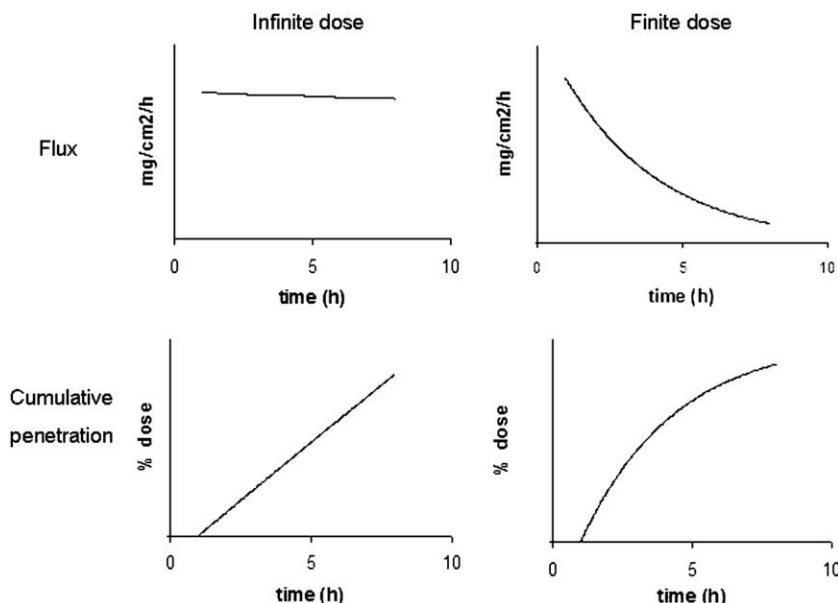 Infinite dose
Finite dose
Flux
mg/cm2/h
0 5 10
time (h)
mg/cm2/h
0 5 10
time (h)
Cumulative
penetration
% dose
0 5 10
time (h)
% dose
0 5 10
time (h)